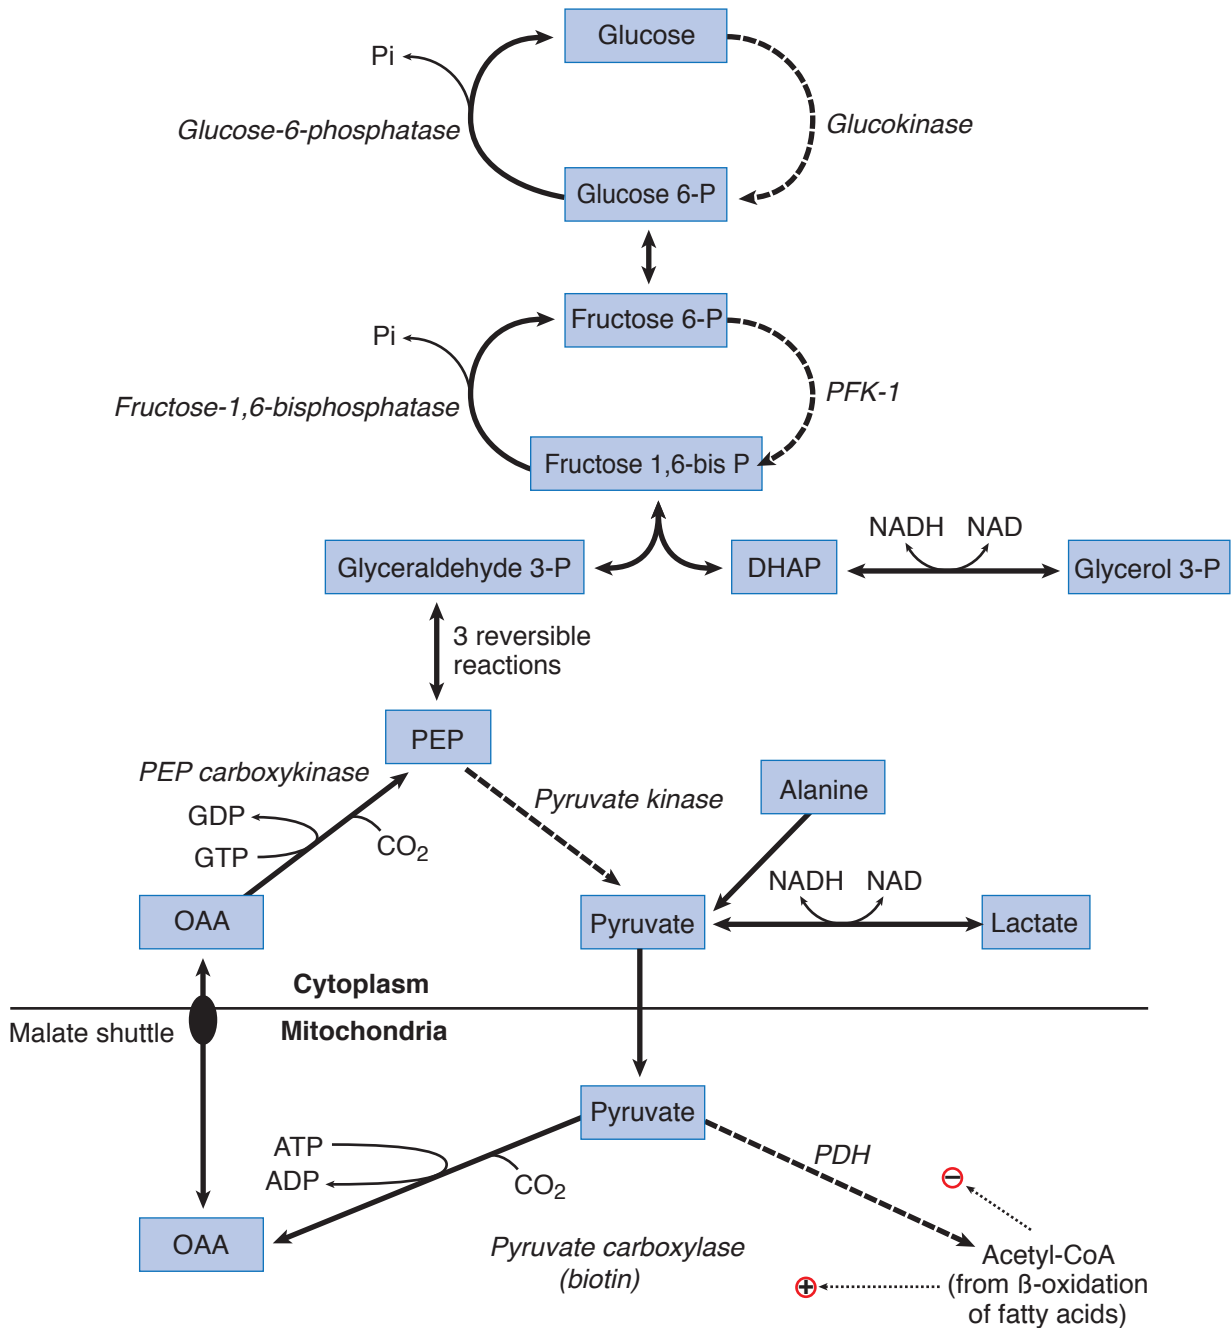 Glucose
Pi
Glucose-6-phosphatase
Glucokinase
Glucose 6-P
Fructose 6-P
Pi
Fructose-1,6-bisphosphatase
PFK-1
Fructose 1,6-bis P
NADH
NAD
Glyceraldehyde 3-P
DHAP
Glycerol 3-P
3 reversible
reactions
PEP
PEP carboxykinase
Pyruvate kinase
Alanine
GDP
GTP
CO2
NADH
NAD
OAA
Pyruvate
Lactate
Cytoplasm
Malate shuttle
Mitochondria
Pyruvate
ATP
ADP
CO2
PDH
−
OAA
Pyruvate carboxylase
(biotin)
+
Acetyl-CoA
(from ß-oxidation
of fatty acids)